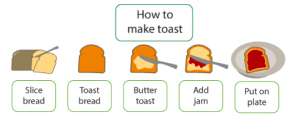 How to
make toast
Slice
bread
Toast
bread
Butter
toast
Add
jam
Put on
plate